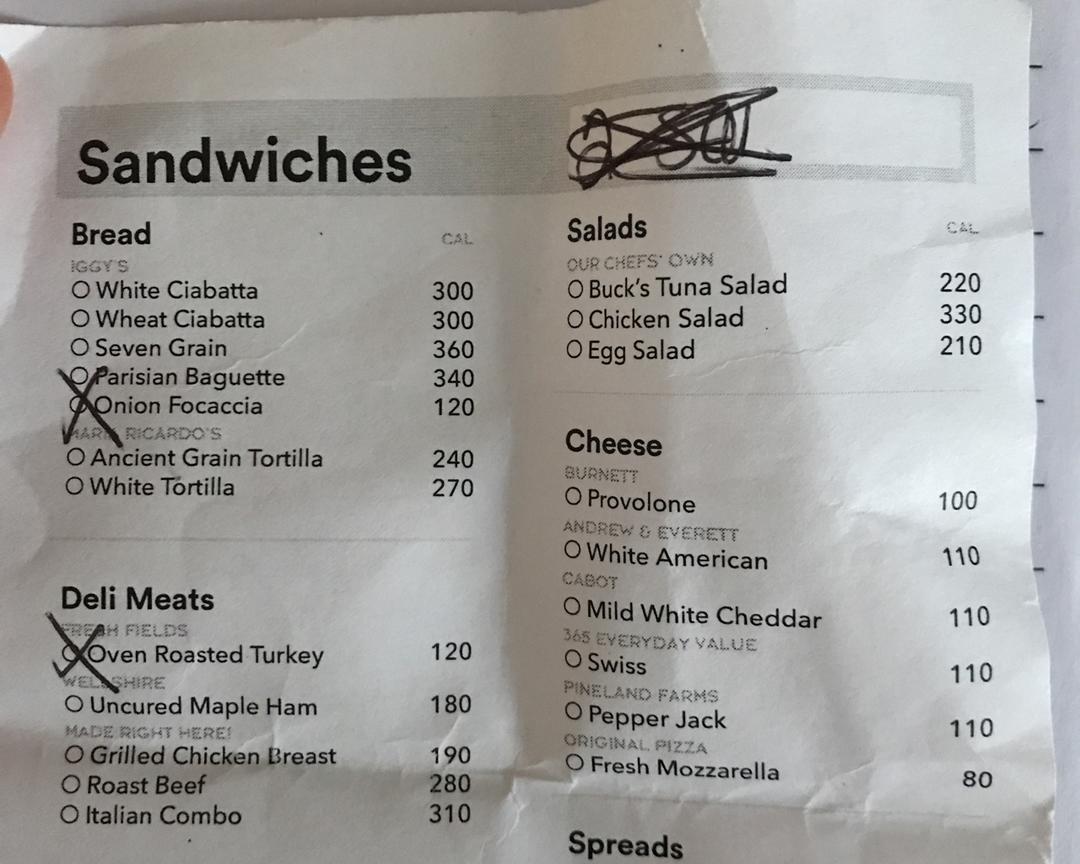 Sandwiches
Bread CAL
IGGY'S
White Ciabatta 300
Wheat Ciabatta 300
Seven Grain 360
Parisian Baguette 340
Onion Focaccia 120
MARK RICARDO'S
Ancient Grain Tortilla 240
White Tortilla 270
Deli Meats
FRESH FIELDS
Oven Roasted Turkey 120
WELLSHIRE
Uncured Maple Ham 180
MADE RIGHT HERE!
Grilled Chicken Breast 190
Roast Beef 280
Italian Combo 310
Salads CAL
OUR CHEFS' OWN
Buck's Tuna Salad 220
Chicken Salad 330
Egg Salad 210
Cheese
BURNETT
Provolone 100
ANDREW & EVERETT
White American 110
CABOT
Mild White Cheddar 110
365 EVERYDAY VALUE
Swiss 110
PINELAND FARMS
Pepper Jack 110
ORIGINAL PIZZA
Fresh Mozzarella 80
Spreads